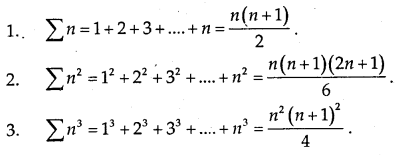 1. ∑n = 1 + 2 + 3 + .... + n = n(n+1)/2 .
2. ∑n² = 1² + 2² + 3² + .... + n² = n(n+1)(2n+1)/6 .
3. ∑n³ = 1³ + 2³ + 3³ + .... + n³ = n²(n+1)²/4 .